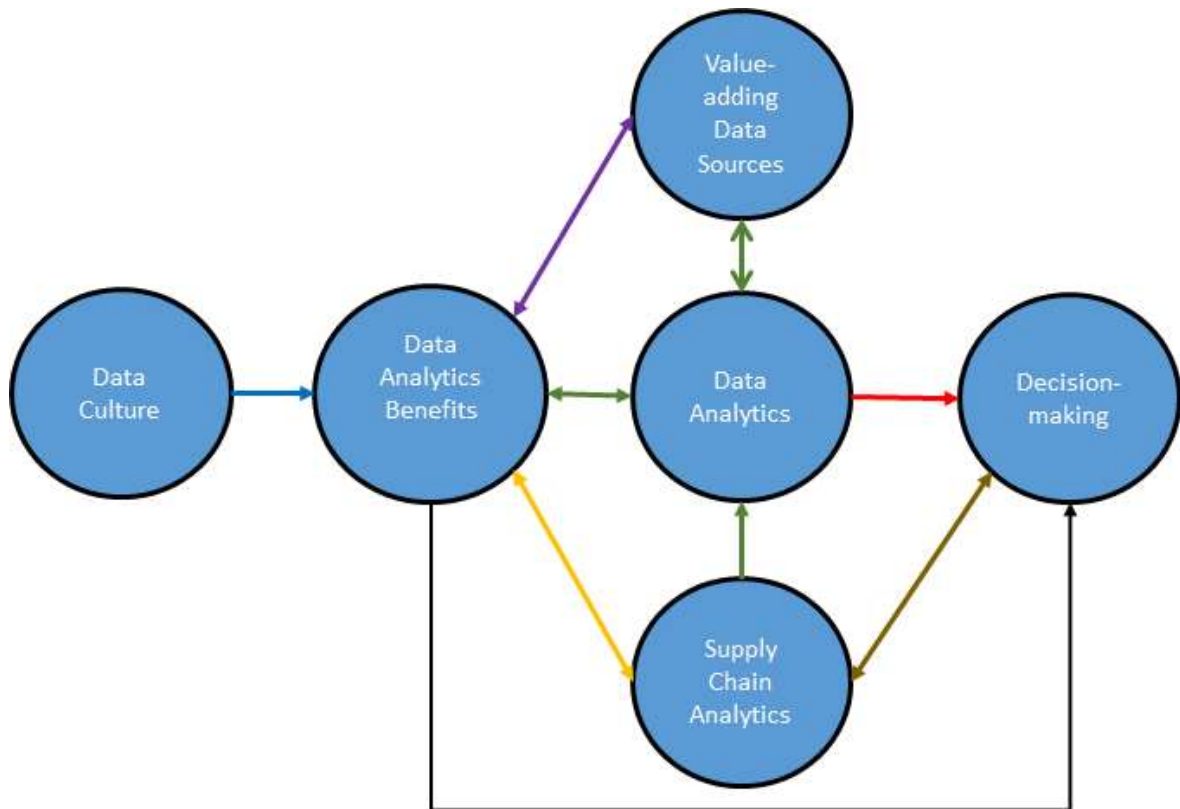 Value-
adding
Data
Sources
Data
Culture
Data
Analytics
Benefits
Data
Analytics
Decision-
making
Supply
Chain
Analytics